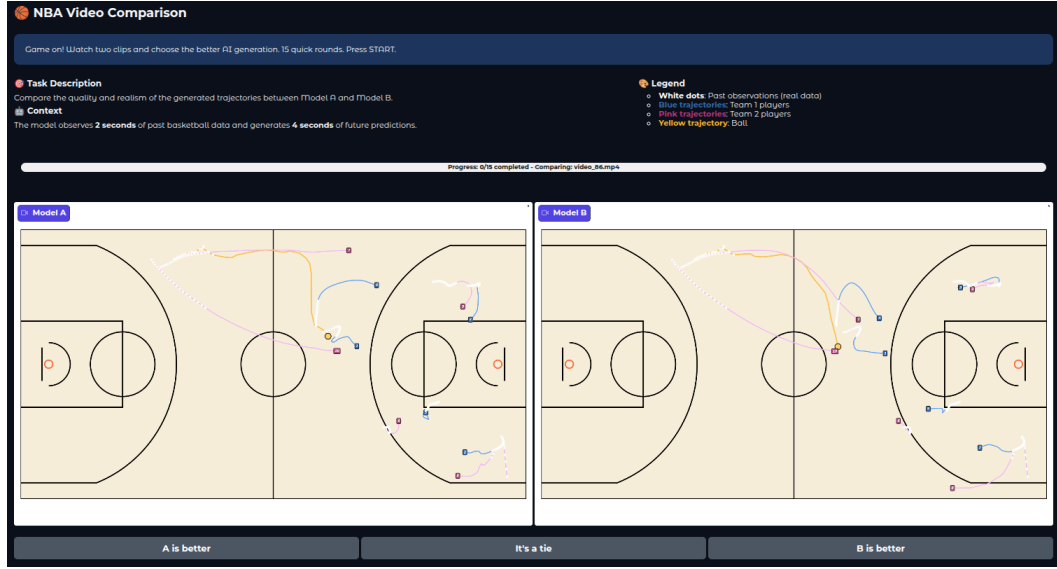 🏀 NBA Video Comparison
Game on! Watch two clips and choose the better AI generation. 15 quick rounds. Press START.
🎯 Task Description
Compare the quality and realism of the generated trajectories between Model A and Model B.
🤖 Context
The model observes 2 seconds of past basketball data and generates 4 seconds of future predictions.
🎨 Legend
White dots: Past observations (real data)
Blue trajectories: Team 1 players
Pink trajectories: Team 2 players
Yellow trajectory: Ball
Progress: 0/15 completed - Comparing: video_86.mp4
Model A
Model B
A is better
It's a tie
B is better